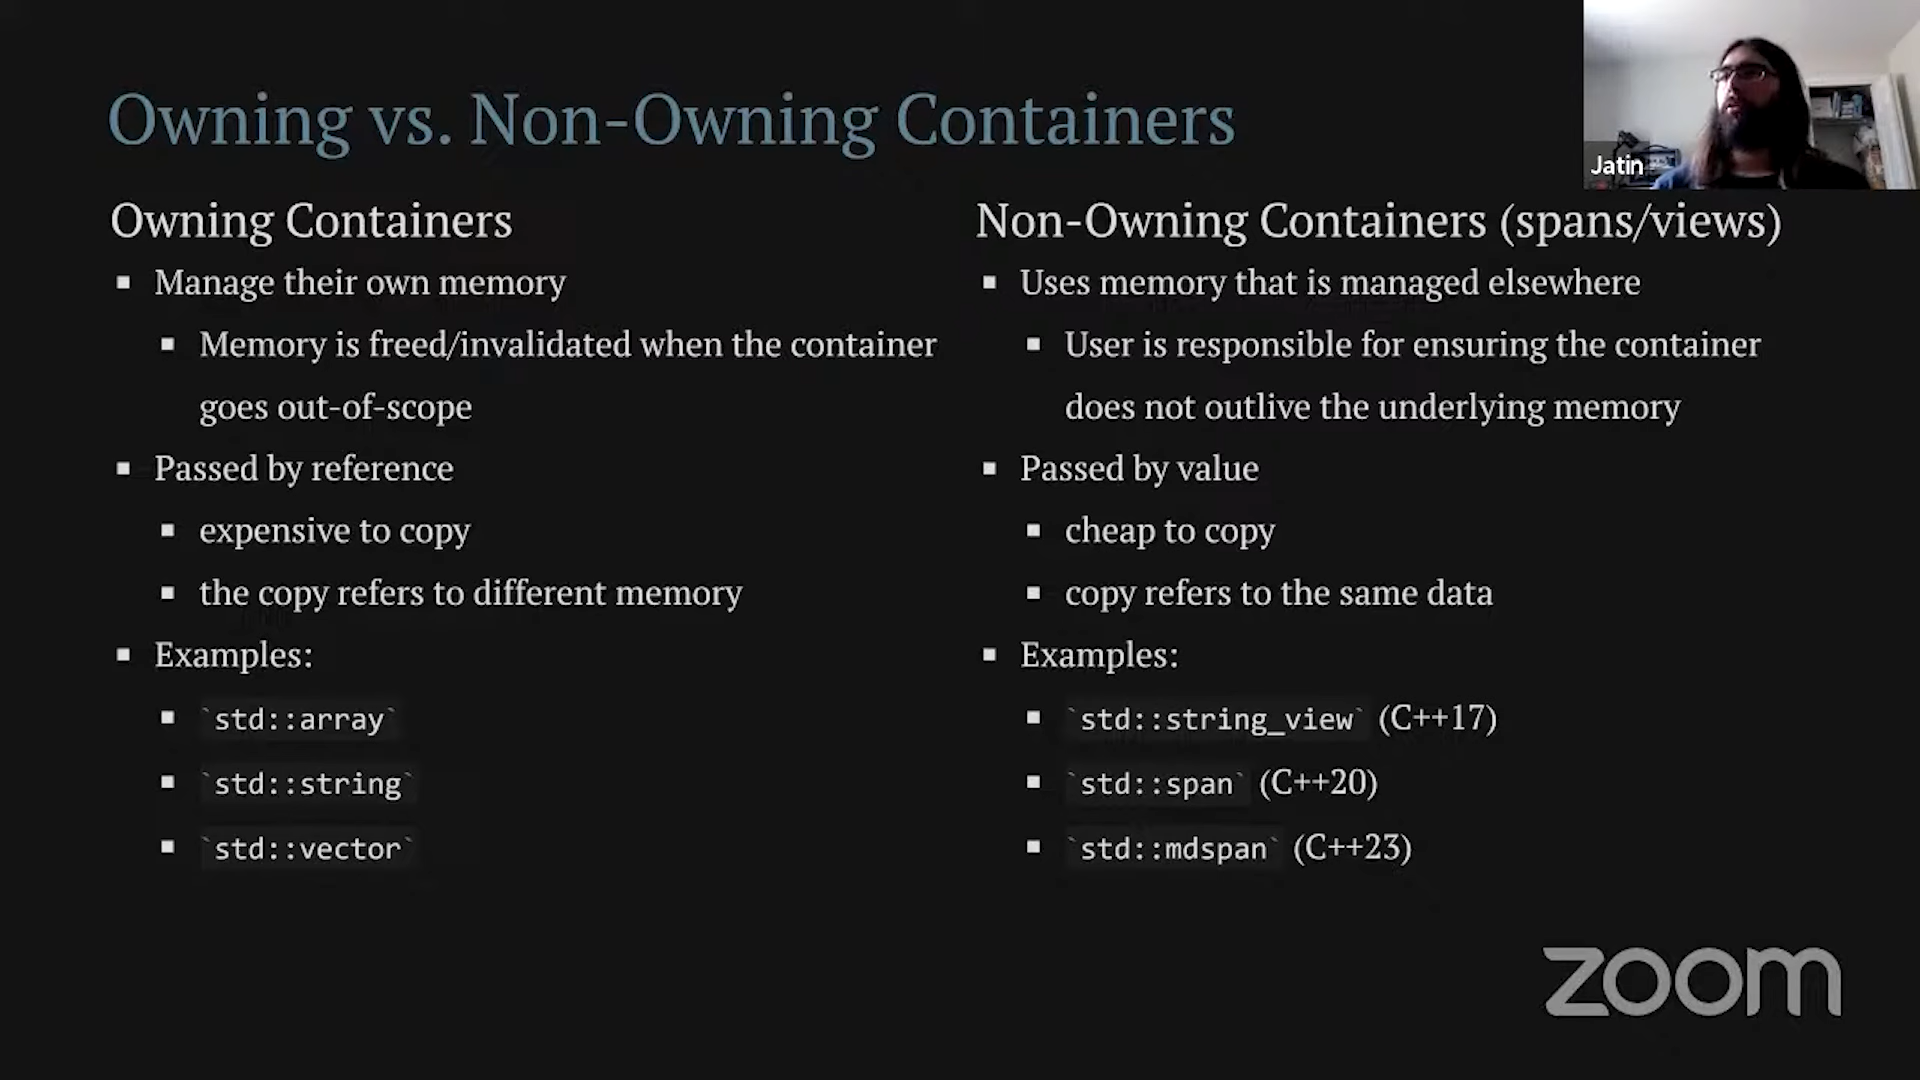 Owning vs. Non-Owning Containers
Jatin
Owning Containers
▪ Manage their own memory
▪ Memory is freed/invalidated when the container
goes out-of-scope
▪ Passed by reference
▪ expensive to copy
▪ the copy refers to different memory
▪ Examples:
▪ `std::array`
▪ `std::string`
▪ `std::vector`
Non-Owning Containers (spans/views)
▪ Uses memory that is managed elsewhere
▪ User is responsible for ensuring the container
does not outlive the underlying memory
▪ Passed by value
▪ cheap to copy
▪ copy refers to the same data
▪ Examples:
▪ `std::string_view` (C++17)
▪ `std::span` (C++20)
▪ `std::mdspan` (C++23)
zoom